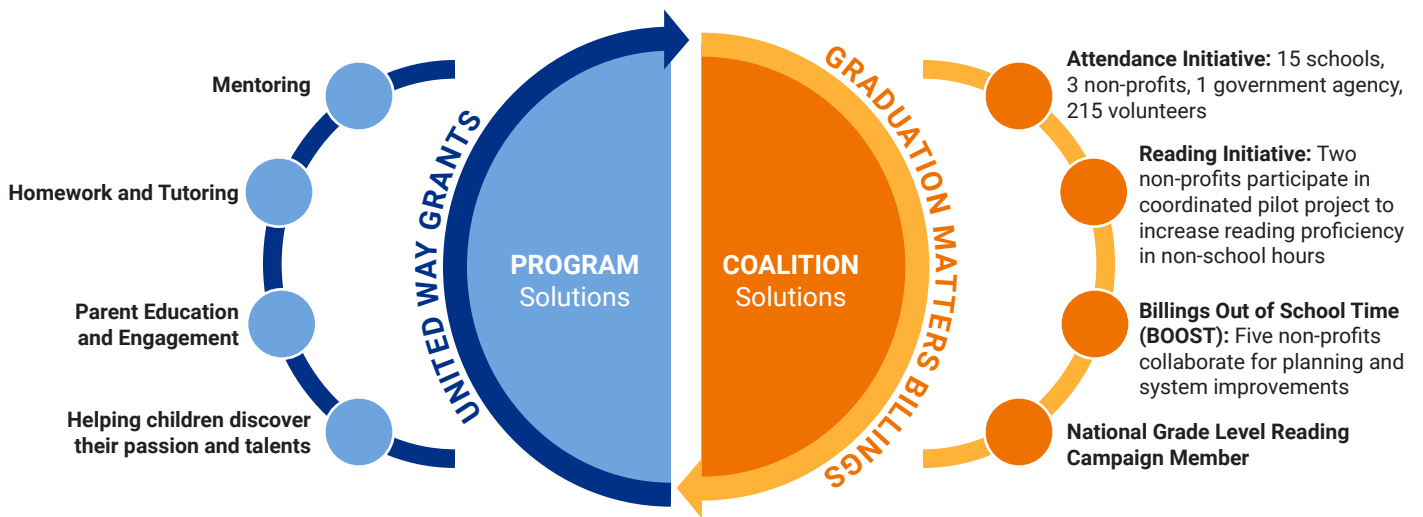 Mentoring
Homework and Tutoring
Parent Education
and Engagement
Helping children discover
their passion and talents
UNITED WAY GRANTS
PROGRAM
Solutions
COALITION
Solutions
GRADUATION MATTERS BILLINGS
Attendance Initiative: 15 schools,
3 non-profits, 1 government agency,
215 volunteers
Reading Initiative: Two
non-profits participate in
coordinated pilot project to
increase reading proficiency
in non-school hours
Billings Out of School Time
(BOOST): Five non-profits
collaborate for planning and
system improvements
National Grade Level Reading
Campaign Member